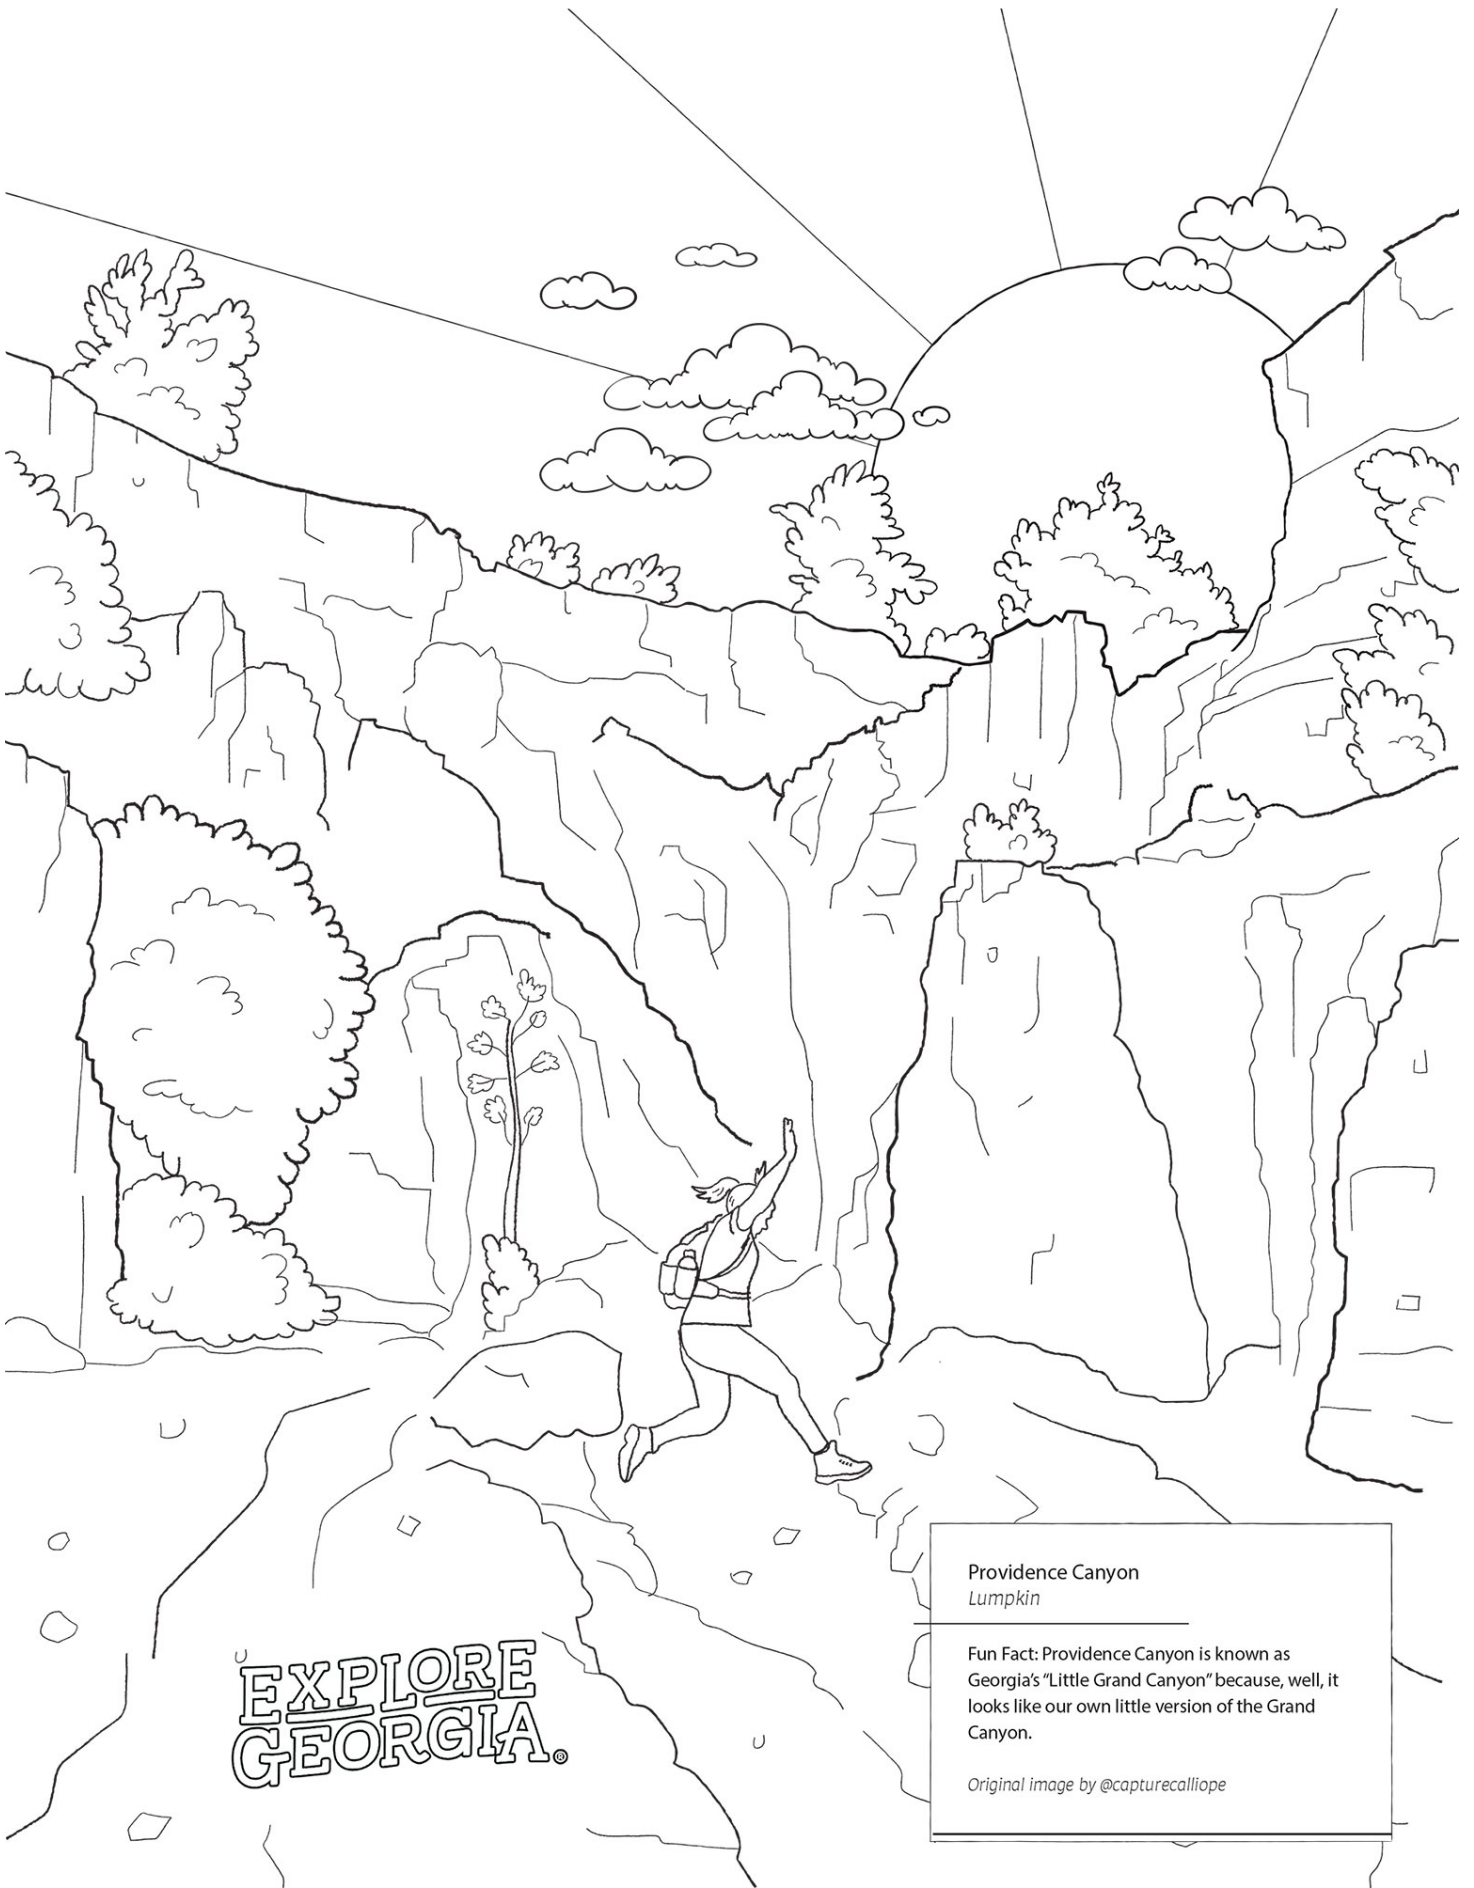 Providence Canyon
Lumpkin
Fun Fact: Providence Canyon is known as
Georgia's “Little Grand Canyon” because, well, it
looks like our own little version of the Grand
Canyon.
Original image by @capturecalliope
EXPLORE
GEORGIA.®